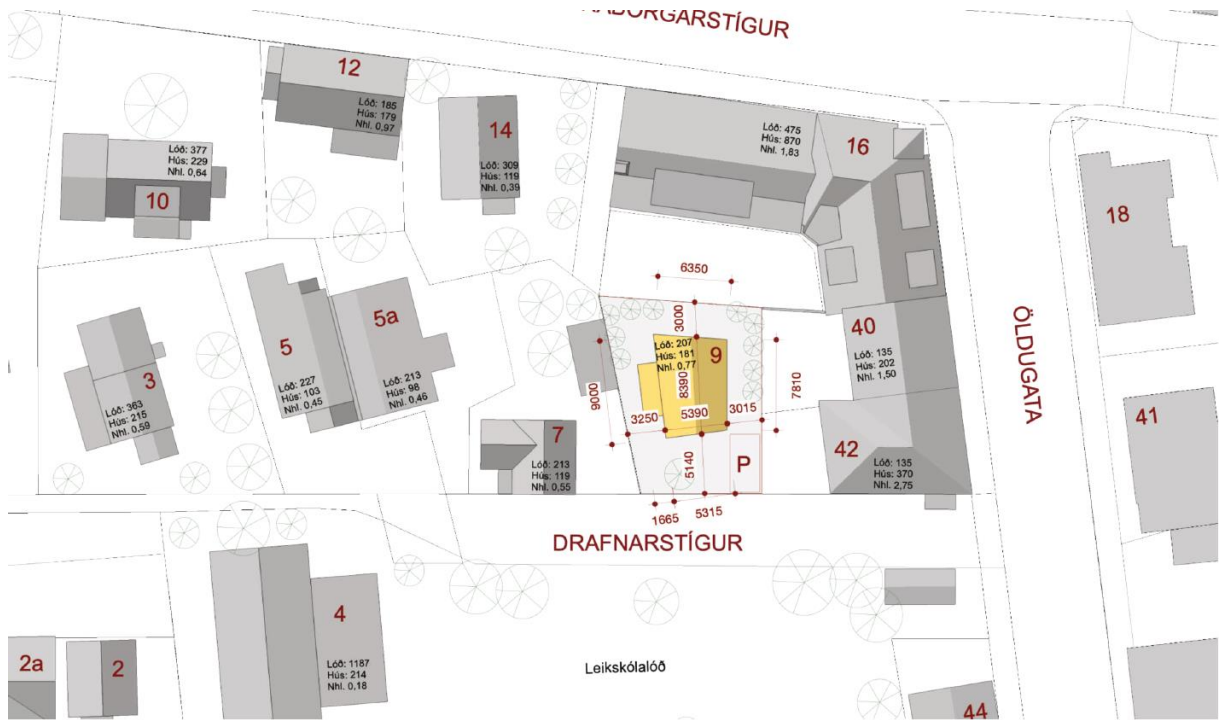 RÁBORGARSTÍGUR
12
Lóð: 185
Hús: 179
Nhl. 0,97
14
Lóð: 309
Hús: 119
Nhl. 0,39
Lóð: 475
Hús: 870
Nhl. 1,83
16
Lóð: 377
Hús: 229
Nhl. 0,64
10
18
6350
3000
ÖLDUGATA
5a
5
Lóð: 213
Hús: 98
Nhl. 0,46
Lóð: 227
Hús: 103
Nhl. 0,45
3
Lóð: 363
Hús: 215
Nhl. 0,59
9
Lóð: 207
Hús: 181
Nhl. 0,77
9000
8390
7810
3250
5390
3015
5140
P
1665
5315
40
Lóð: 135
Hús: 202
Nhl. 1,50
42
Lóð: 135
Hús: 370
Nhl. 2,75
41
7
Lóð: 213
Hús: 119
Nhl. 0,55
DRAFNARSTÍGUR
4
Lóð: 1187
Hús: 214
Nhl. 0,18
2a
2
Leikskólalóð
44